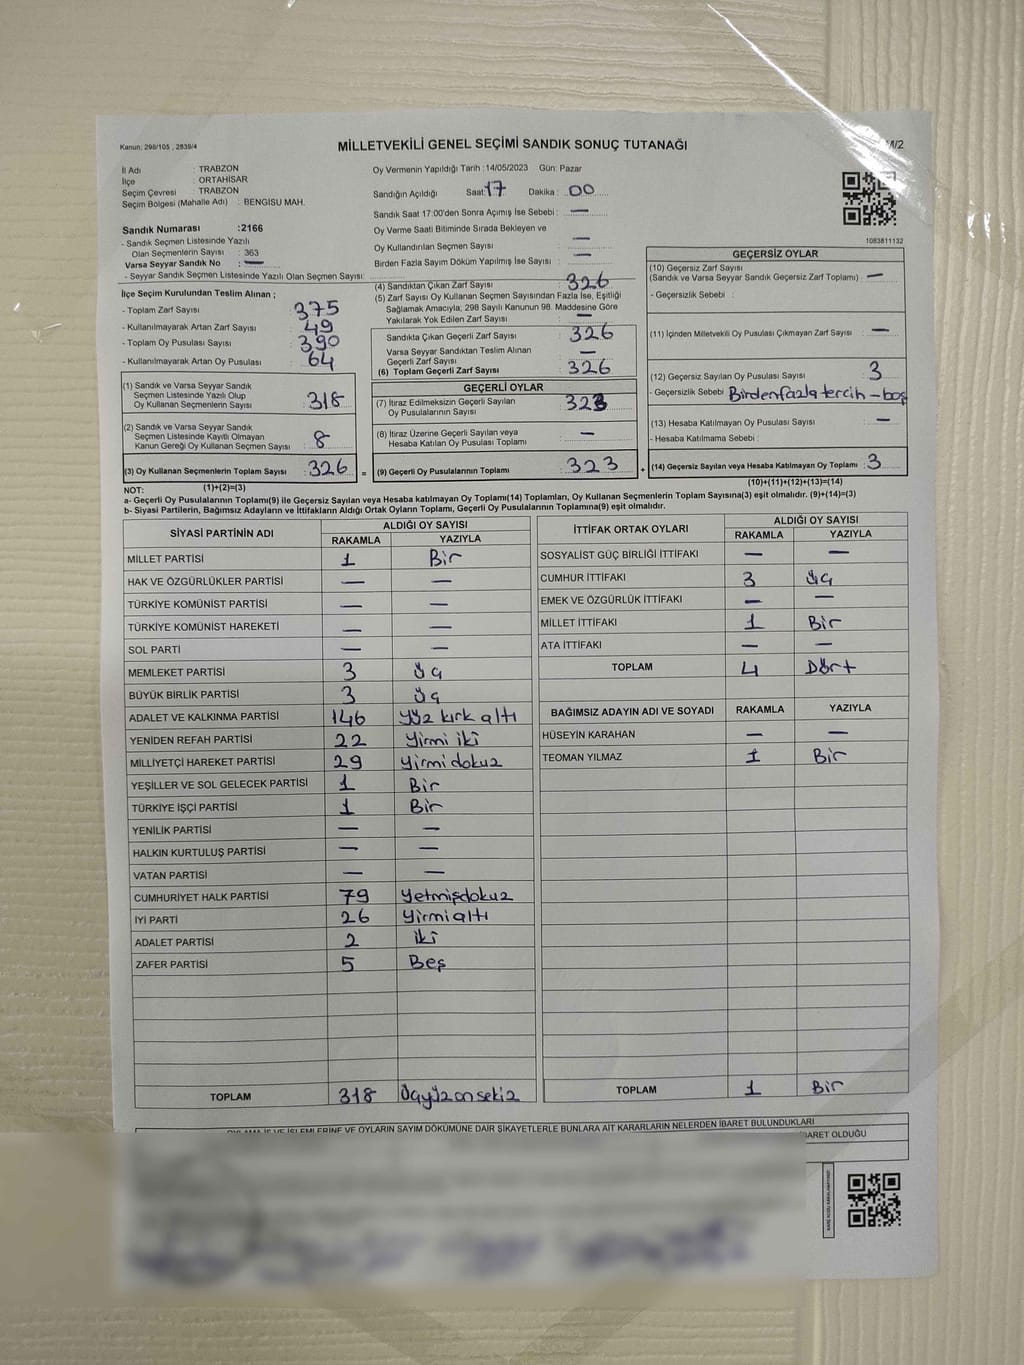 Kanun: 298/105 , 2839/4
MİLLETVEKİLİ GENEL SEÇİMİ SANDIK SONUÇ TUTANAĞI
İl Adı : TRABZON
İlçe : ORTAHİSAR
Seçim Çevresi : TRABZON
Seçim Bölgesi (Mahalle Adı) : BENGISU MAH.
Oy Vermenin Yapıldığı Tarih :14/05/2023 Gün: Pazar
Sandığın Açıldığı Saat: 17 Dakika : 00
Sandık Saat 17:00'den Sonra Açımış İse Sebebi : —
Oy Verme Saati Bitiminde Sırada Bekleyen ve
Oy Kullandırılan Seçmen Sayısı : —
Birden Fazla Sayım Döküm Yapılmış İse Sayısı : —
1083811132
Sandık Numarası :2166
- Sandık Seçmen Listesinde Yazılı
Olan Seçmenlerin Sayısı : 363
Varsa Seyyar Sandık No : —
- Seyyar Sandık Seçmen Listesinde Yazılı Olan Seçmen Sayısı:
İlçe Seçim Kurulundan Teslim Alınan ;
- Toplam Zarf Sayısı : 375
- Kullanılmayarak Artan Zarf Sayısı : 49
- Toplam Oy Pusulası Sayısı : 390
- Kullanılmayarak Artan Oy Pusulası : 64
(1) Sandık ve Varsa Seyyar Sandık
Seçmen Listesinde Yazılı Olup
Oy Kullanan Seçmenlerin Sayısı : 318
(2) Sandık ve Varsa Seyyar Sandık
Seçmen Listesinde Kayıtlı Olmayan
Kanun Gereği Oy Kullanan Seçmen Sayısı : 8
(3) Oy Kullanan Seçmenlerin Toplam Sayısı : 326 =
(1)+(2)=(3)
(4) Sandıktan Çıkan Zarf Sayısı : 326
(5) Zarf Sayısı Oy Kullanan Seçmen Sayısından Fazla İse, Eşitliği
Sağlamak Amacıyla; 298 Sayılı Kanunun 98. Maddesine Göre
Yakılarak Yok Edilen Zarf Sayısı : —
Sandıkta Çıkan Geçerli Zarf Sayısı : 326
Varsa Seyyar Sandıktan Teslim Alınan
Geçerli Zarf Sayısı : —
(6) Toplam Geçerli Zarf Sayısı : 326
GEÇERLİ OYLAR
(7) İtiraz Edilmeksizin Geçerli Sayılan
Oy Pusulalarının Sayısı : 323
(8) İtiraz Üzerine Geçerli Sayılan veya
Hesaba Katılan Oy Pusulası Toplamı : —
(9) Geçerli Oy Pusulalarının Toplamı : 323 +
GEÇERSİZ OYLAR
(10) Geçersiz Zarf Sayısı
(Sandık ve Varsa Seyyar Sandık Geçersiz Zarf Toplamı) : —
- Geçersizlik Sebebi :
(11) İçinden Milletvekili Oy Pusulası Çıkmayan Zarf Sayısı : —
(12) Geçersiz Sayılan Oy Pusulası Sayısı : 3
- Geçersizlik Sebebi : Birden fazla tercih - boş
(13) Hesaba Katılmayan Oy Pusulası Sayısı : —
- Hesaba Katılmama Sebebi :
(14) Geçersiz Sayılan veya Hesaba Katılmayan Oy Toplamı : 3
(10)+(11)+(12)+(13)=(14)
NOT:
a- Geçerli Oy Pusulalarının Toplamı(9) ile Geçersiz Sayılan veya Hesaba katılmayan Oy Toplamı(14) Toplamları, Oy Kullanan Seçmenlerin Toplam Sayısına(3) eşit olmalıdır. (9)+(14)=(3)
b- Siyasi Partilerin, Bağımsız Adayların ve İttifakların Aldığı Ortak Oyların Toplamı, Geçerli Oy Pusulalarının Toplamına(9) eşit olmalıdır.
SİYASİ PARTİNİN ADI ALDIĞI OY SAYISI
RAKAMLA YAZIYLA
MİLLET PARTİSİ 1 Bir
HAK VE ÖZGÜRLÜKLER PARTİSİ — —
TÜRKİYE KOMÜNİST PARTİSİ — —
TÜRKİYE KOMÜNİST HAREKETİ — —
SOL PARTİ — —
MEMLEKET PARTİSİ 3 Üç
BÜYÜK BİRLİK PARTİSİ 3 Üç
ADALET VE KALKINMA PARTİSİ 146 Yüz kırk altı
YENİDEN REFAH PARTİSİ 22 Yirmi iki
MİLLİYETÇİ HAREKET PARTİSİ 29 Yirmi dokuz
YEŞİLLER VE SOL GELECEK PARTİSİ 1 Bir
TÜRKİYE İŞÇİ PARTİSİ 1 Bir
YENİLİK PARTİSİ — —
HALKIN KURTULUŞ PARTİSİ — —
VATAN PARTİSİ — —
CUMHURİYET HALK PARTİSİ 79 Yetmişdokuz
İYİ PARTİ 26 Yirmi altı
ADALET PARTİSİ 2 iki
ZAFER PARTİSİ 5 Beş
TOPLAM 318 Üçyüz on sekiz
İTTİFAK ORTAK OYLARI ALDIĞI OY SAYISI
RAKAMLA YAZIYLA
SOSYALİST GÜÇ BİRLİĞİ İTTİFAKI — —
CUMHUR İTTİFAKI 3 Üç
EMEK VE ÖZGÜRLÜK İTTİFAKI — —
MİLLET İTTİFAKI 1 Bir
ATA İTTİFAKI — —
TOPLAM 4 Dört
BAĞIMSIZ ADAYIN ADI VE SOYADI RAKAMLA YAZIYLA
HÜSEYİN KARAHAN — —
TEOMAN YILMAZ 1 Bir
TOPLAM 1 Bir
İŞLEMLERİNE VE OYLARIN SAYIM DÖKÜMÜNE DAİR ŞİKAYETLERLE BUNLARA AİT KARARLARIN NELERDEN İBARET BULUNDUKLARI
OLDUĞU